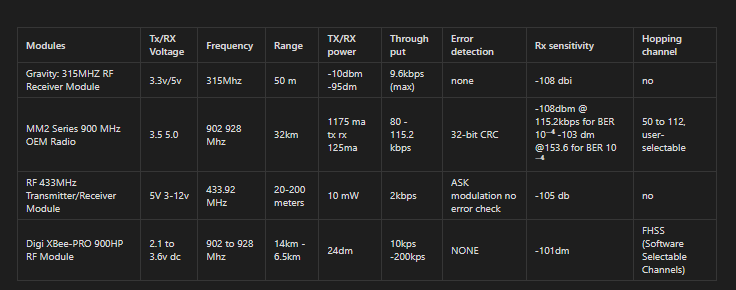 Modules
Tx/RX
Voltage
Frequency
Range
TX/RX
power
Through
put
Error
detection
Rx sensitivity
Hopping
channel
Gravity: 315MHZ RF
Receiver Module
3.3v/5v
315Mhz
50 m
-10dbm
-95dm
9.6kbps
(max)
none
-108 dbi
no
MM2 Series 900 MHz
OEM Radio
3.5 5.0
902 928
Mhz
32km
1175 ma
tx rx
125ma
80 -
115.2
kbps
32-bit CRC
-108dbm @
115.2kbps for BER
10⁻⁴ -103 dm
@153.6 for BER 10
⁻⁴
50 to 112,
user-
selectable
RF 433MHz
Transmitter/Receiver
Module
5V 3-12v
433.92
MHz
20-200
meters
10 mW
2kbps
ASK
modulation no
error check
-105 db
no
Digi XBee-PRO 900HP
RF Module
2.1 to
3.6v dc
902 to 928
Mhz
14km -
6.5km
24dm
10kps
-200kps
NONE
-101dm
FHSS
(Software
Selectable
Channels)